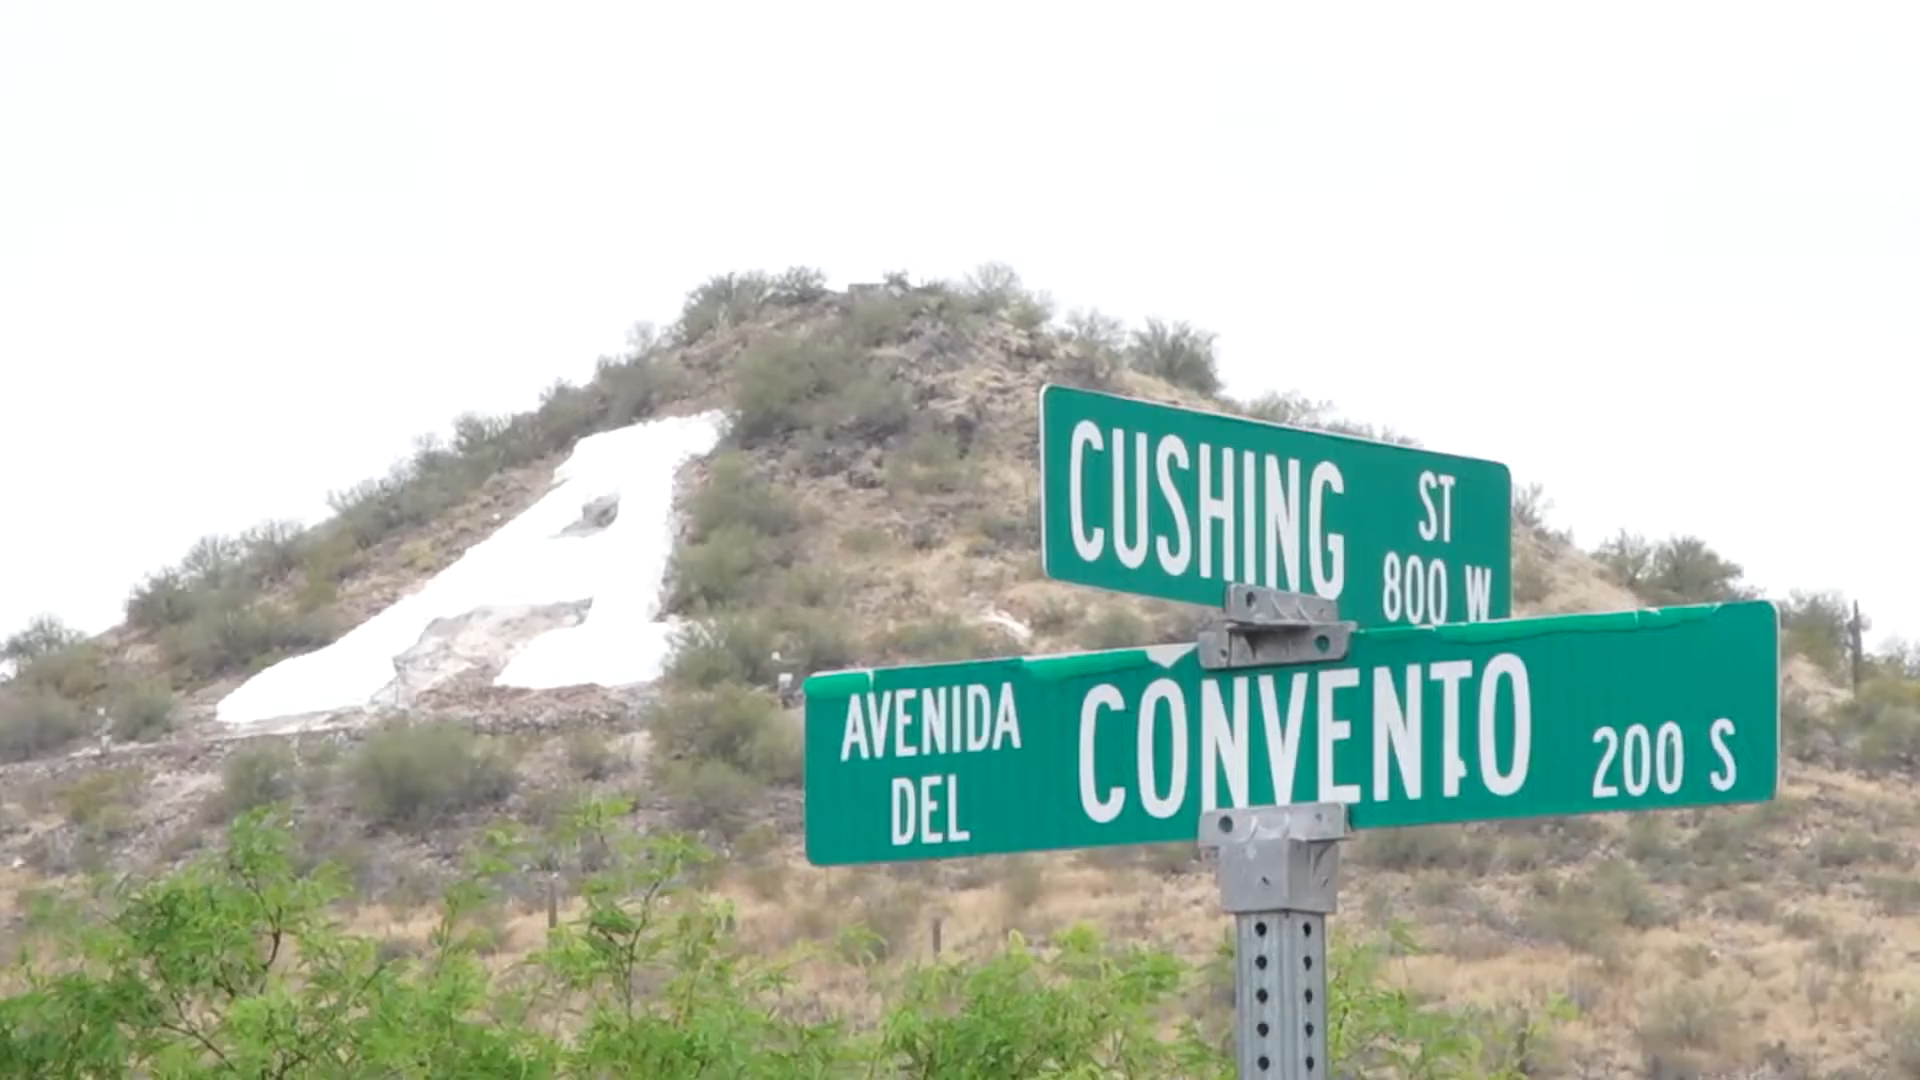 A
CUSHING ST
800 W
AVENIDA
DEL CONVENTO 200 S